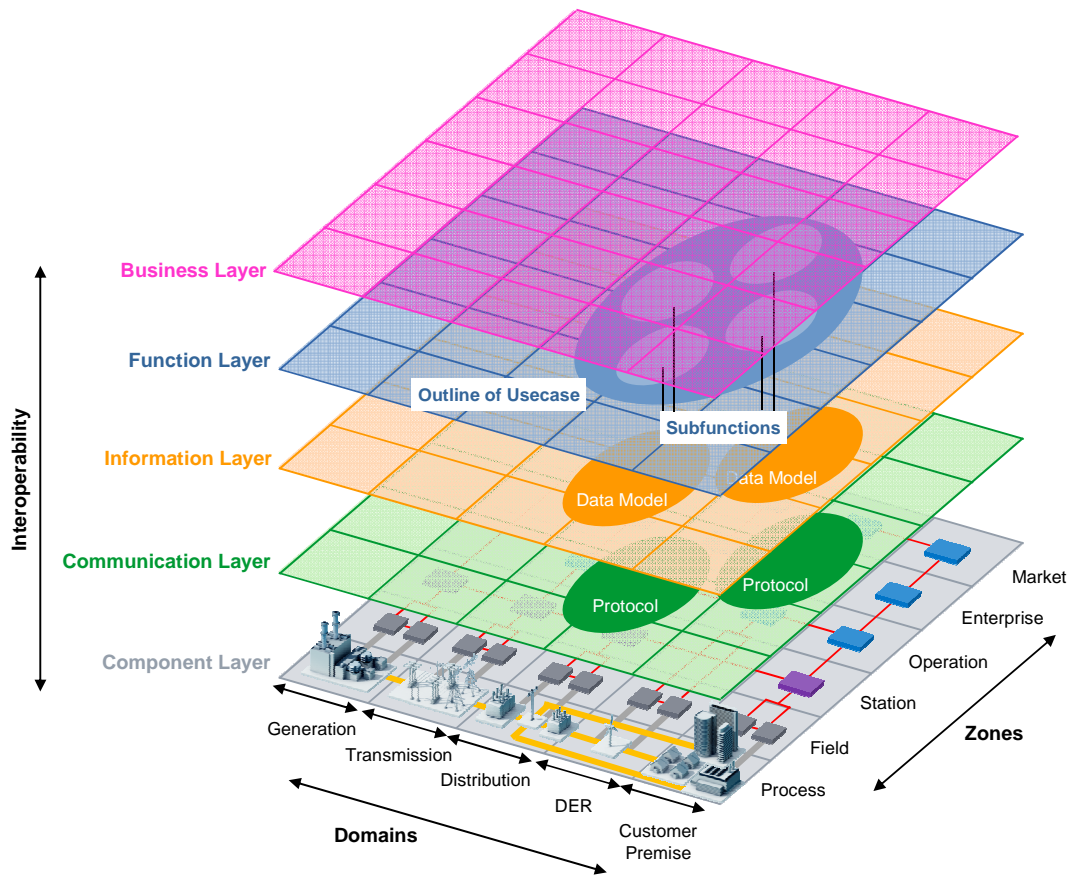 Business Layer
Function Layer
Outline of Usecase
Subfunctions
Information Layer
Data Model
Data Model
Communication Layer
Protocol
Protocol
Component Layer
Interoperability
Market
Enterprise
Operation
Station
Field
Process
Zones
Generation
Transmission
Distribution
DER
Customer
Premise
Domains